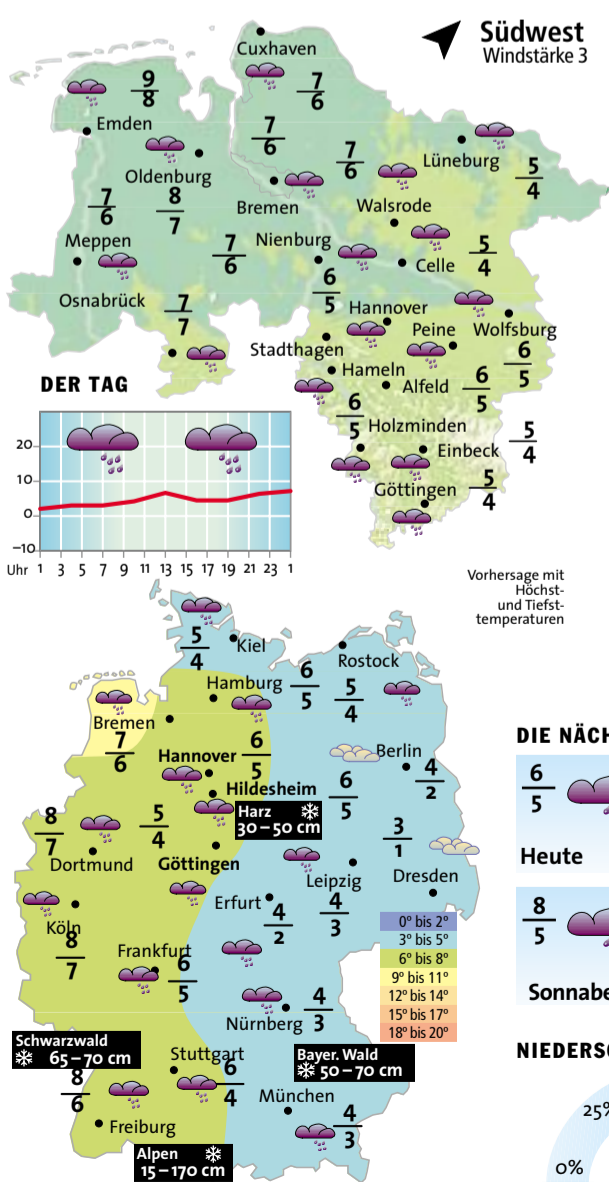 Südwest
Windstärke 3
Cuxhaven
9
8
7
6
Emden
7
6
Oldenburg
7
6
Lüneburg
5
4
7
6
8
7
Bremen
Walsrode
Meppen
7
6
Nienburg
5
4
Celle
Osnabrück
7
7
6
5
Hannover
Peine
Wolfsburg
Stadthagen
6
5
Hameln
Alfeld
6
5
6
5
Holzminden
Einbeck
5
4
Göttingen
5
4
DER TAG
20
10
0
–10
Uhr 1 3 5 7 9 11 13 15 17 19 21 23 1
Vorhersage mit
Höchst-
und Tiefst-
temperaturen
5
4
Kiel
Rostock
Hamburg
6
5
5
4
Bremen
7
6
Hannover
6
5
Berlin
4
2
Hildesheim
6
5
Harz
30 – 50 cm
8
7
5
4
3
1
Dortmund
Göttingen
Leipzig
Dresden
Köln
8
7
Erfurt
4
2
4
3
0° bis 2°
3° bis 5°
6° bis 8°
9° bis 11°
12° bis 14°
15° bis 17°
18° bis 20°
Frankfurt
6
5
Nürnberg
4
3
Schwarzwald
65 – 70 cm
Stuttgart
6
4
Bayer. Wald
50 – 70 cm
8
6
München
Freiburg
4
3
Alpen
15 – 170 cm
DIE NÄCH
6
5
Heute
8
5
Sonnabe
NIEDERSC
25%
0%